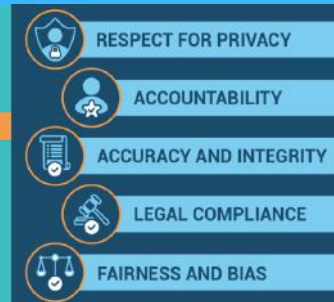 RESPECT FOR PRIVACY
ACCOUNTABILITY
ACCURACY AND INTEGRITY
LEGAL COMPLIANCE
FAIRNESS AND BIAS